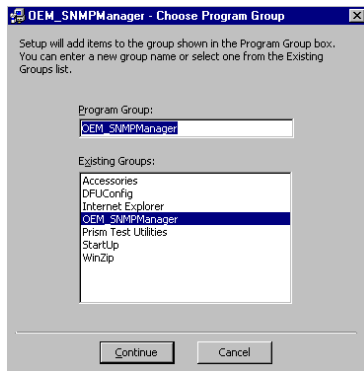 OEM_SNMPManager - Choose Program Group
Setup will add items to the group shown in the Program Group box.
You can enter a new group name or select one from the Existing
Groups list.
Program Group:
OEM_SNMPManager
Existing Groups:
Accessories
DFUConfig
Internet Explorer
OEM_SNMPManager
Prism Test Utilities
StartUp
WinZip
Continue
Cancel